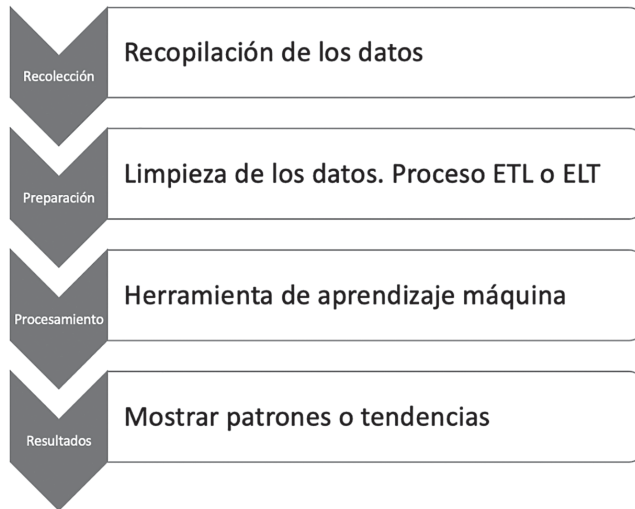 Recolección
Recopilación de los datos
Preparación
Limpieza de los datos. Proceso ETL o ELT
Procesamiento
Herramienta de aprendizaje máquina
Resultados
Mostrar patrones o tendencias